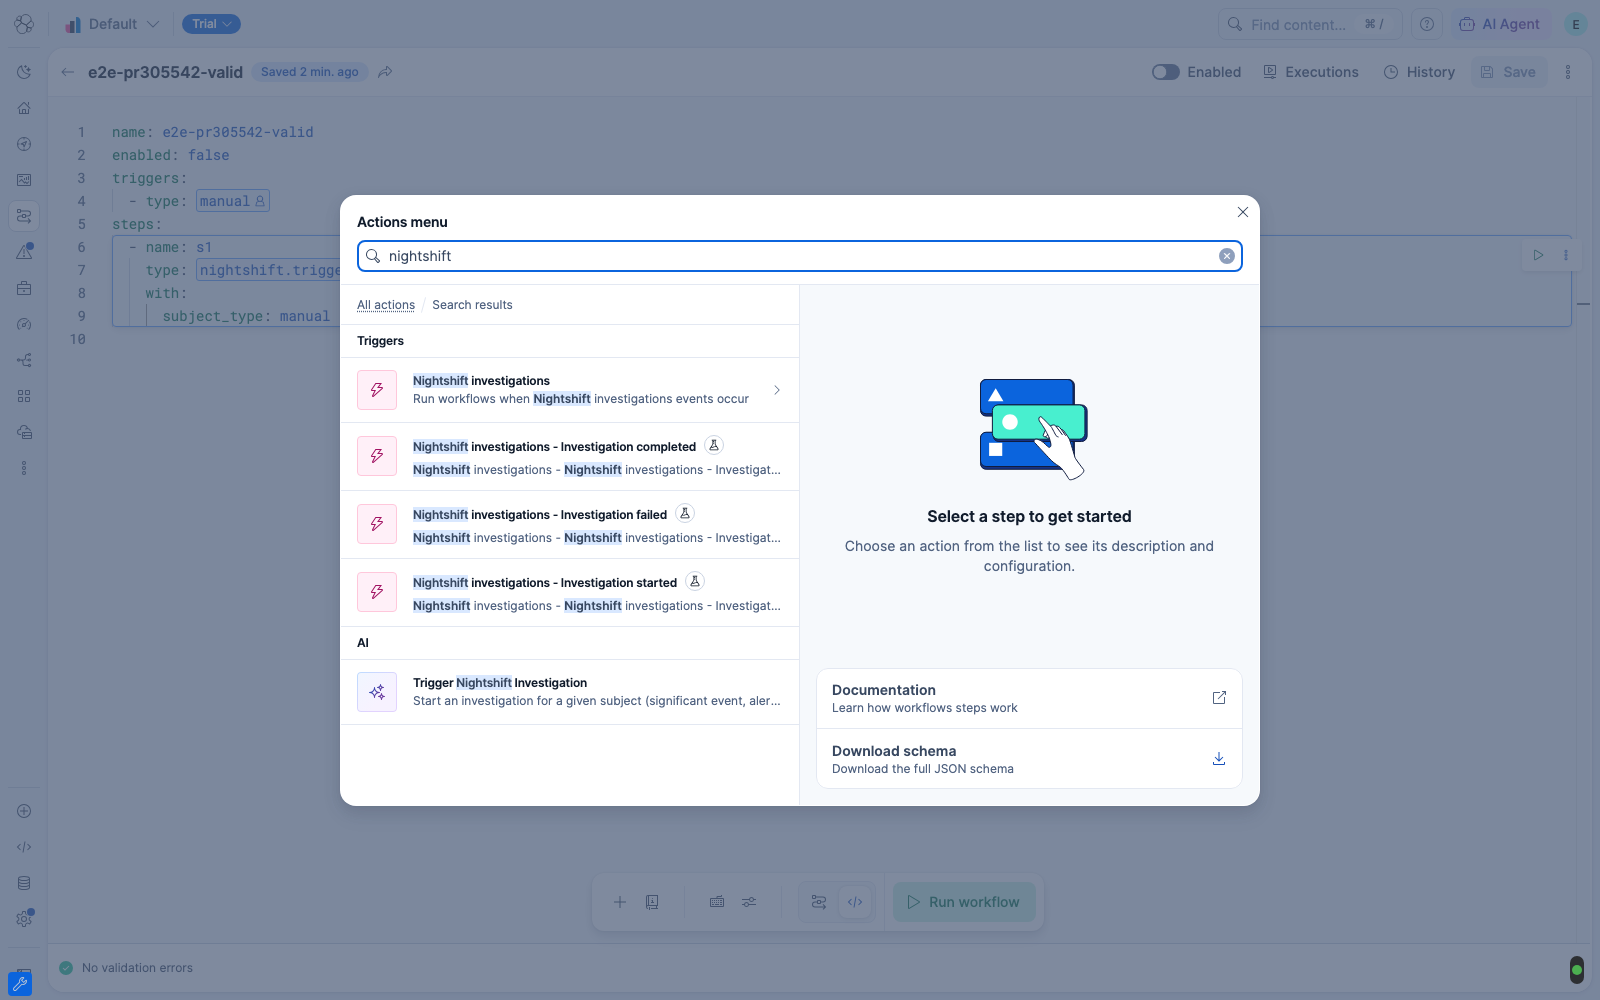 Default
Trial
Find content...
⌘ /
AI Agent
E
e2e-pr305542-valid
Saved 2 min. ago
Enabled
Executions
History
Save
1 name: e2e-pr305542-valid
2 enabled: false
3 triggers:
4 - type: manual
5 steps:
6 - name: s1
7 type: nightshift.trigge
8 with:
9 subject_type: manual
10
Actions menu
nightshift
All actions / Search results
Triggers
Nightshift investigations
Run workflows when Nightshift investigations events occur
Nightshift investigations - Investigation completed
Nightshift investigations - Nightshift investigations - Investigat...
Nightshift investigations - Investigation failed
Nightshift investigations - Nightshift investigations - Investigat...
Nightshift investigations - Investigation started
Nightshift investigations - Nightshift investigations - Investigat...
AI
Trigger Nightshift Investigation
Start an investigation for a given subject (significant event, aler...
Select a step to get started
Choose an action from the list to see its description and
configuration.
Documentation
Learn how workflows steps work
Download schema
Download the full JSON schema
Run workflow
No validation errors